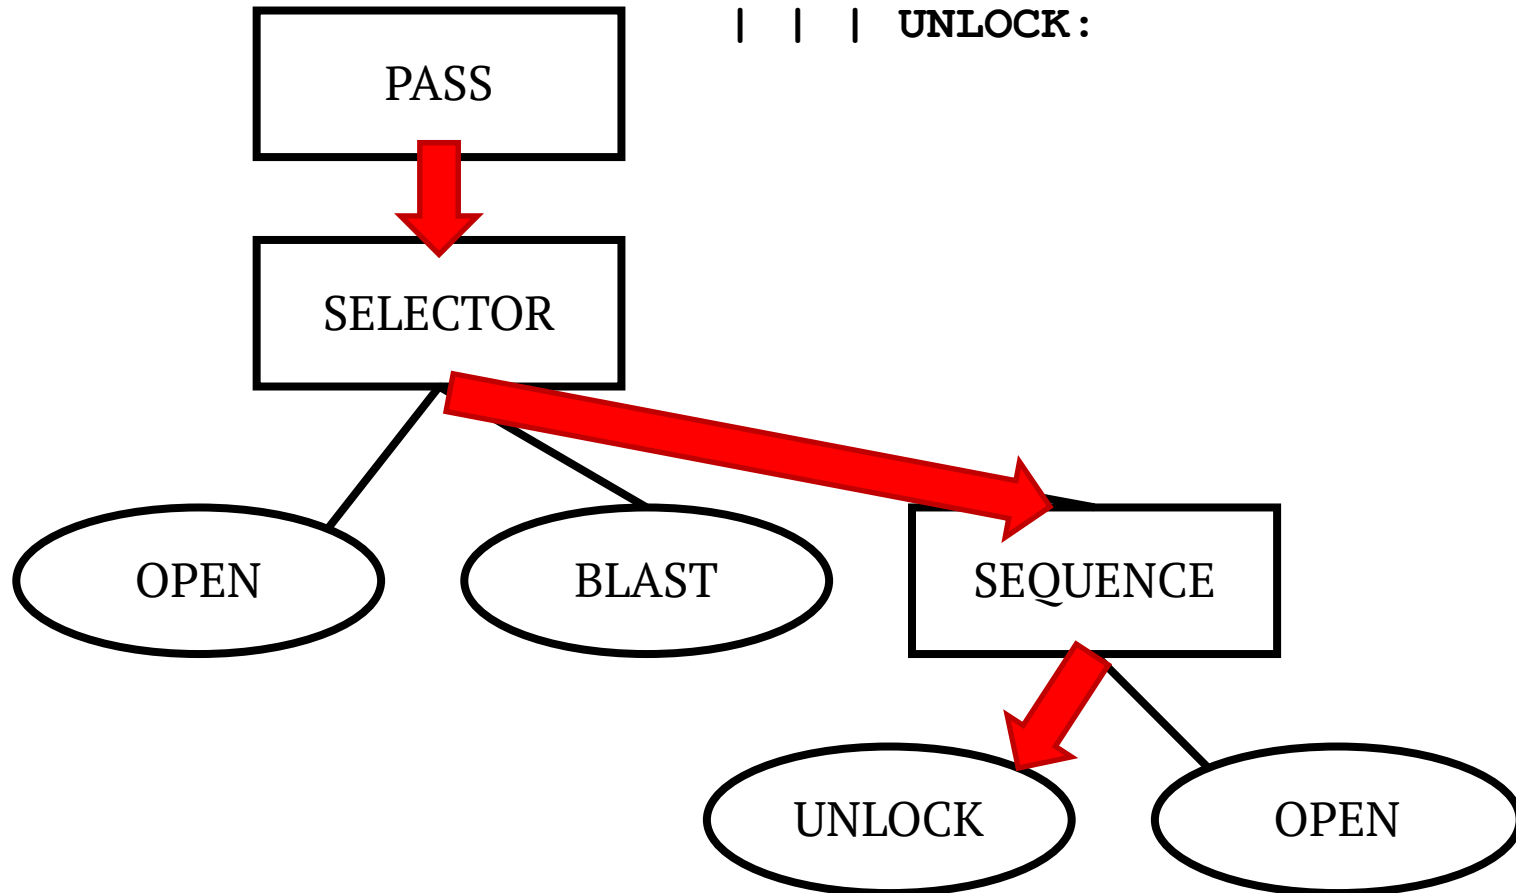 | | | UNLOCK:
PASS
SELECTOR
OPEN
BLAST
SEQUENCE
UNLOCK
OPEN